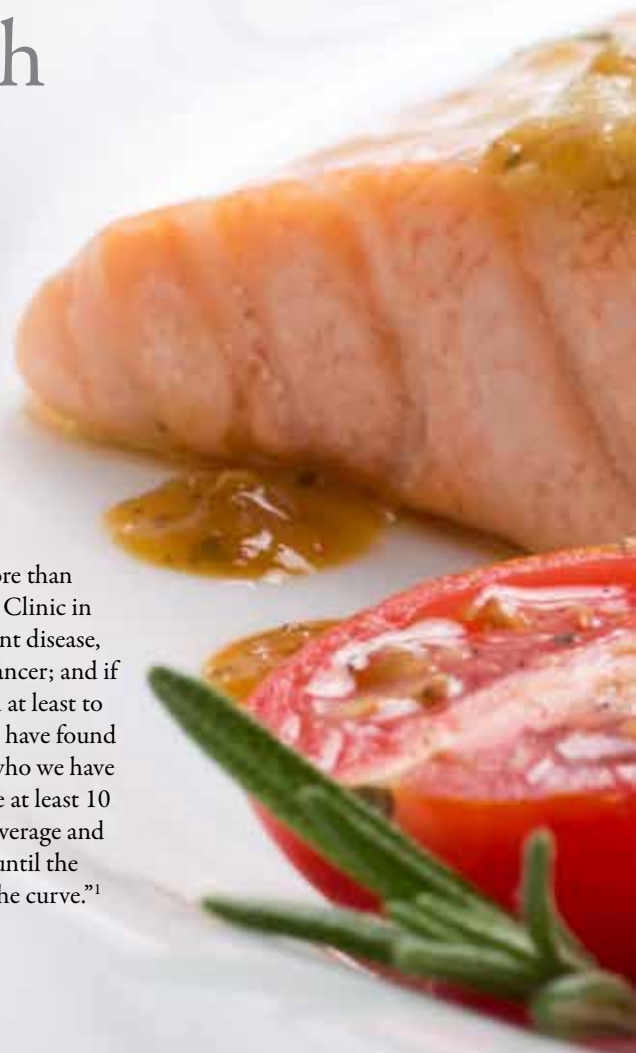 h
ore than
Clinic in
nt disease,
ancer; and if
at least to
have found
who we have
e at least 10
verage and
until the
he curve.”1